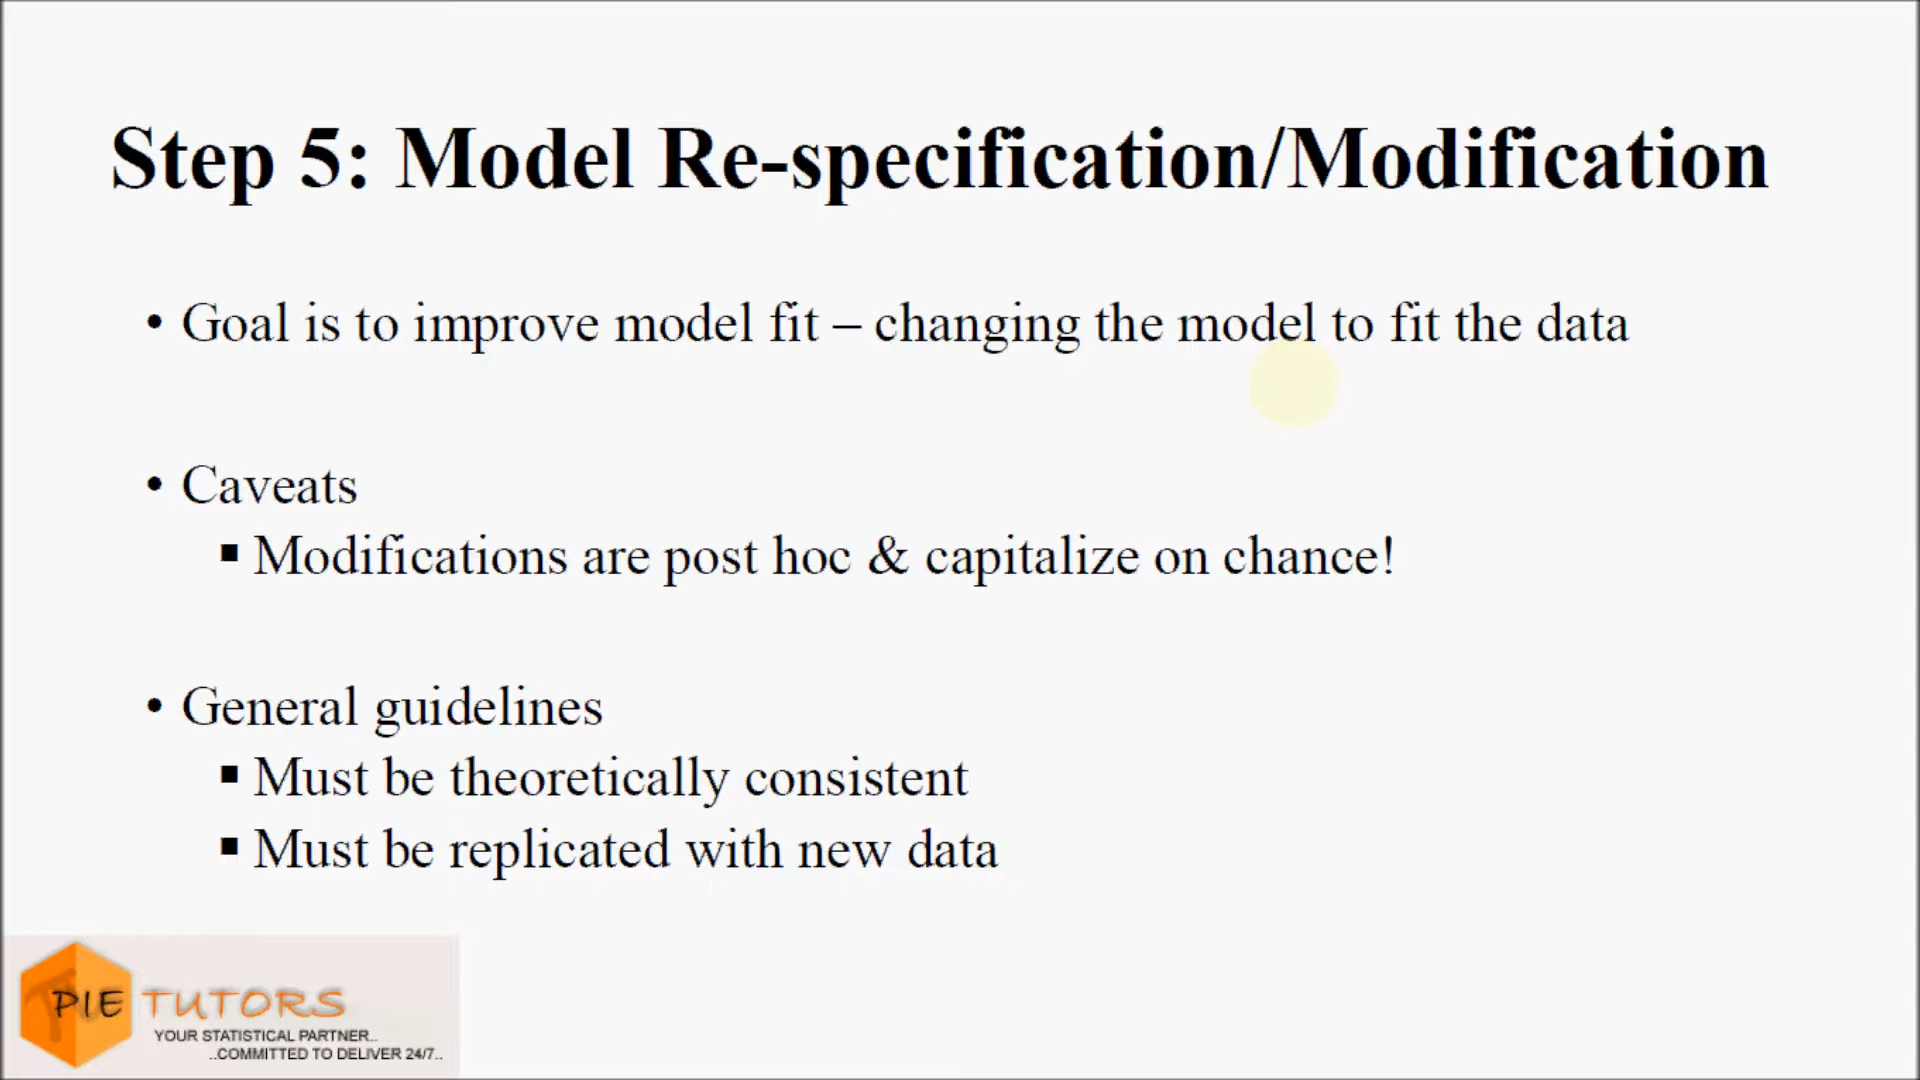 Step 5: Model Re-specification/Modification
• Goal is to improve model fit – changing the model to fit the data
• Caveats
▪ Modifications are post hoc & capitalize on chance!
• General guidelines
▪ Must be theoretically consistent
▪ Must be replicated with new data
PIE TUTORS
YOUR STATISTICAL PARTNER..
..COMMITTED TO DELIVER 24/7..